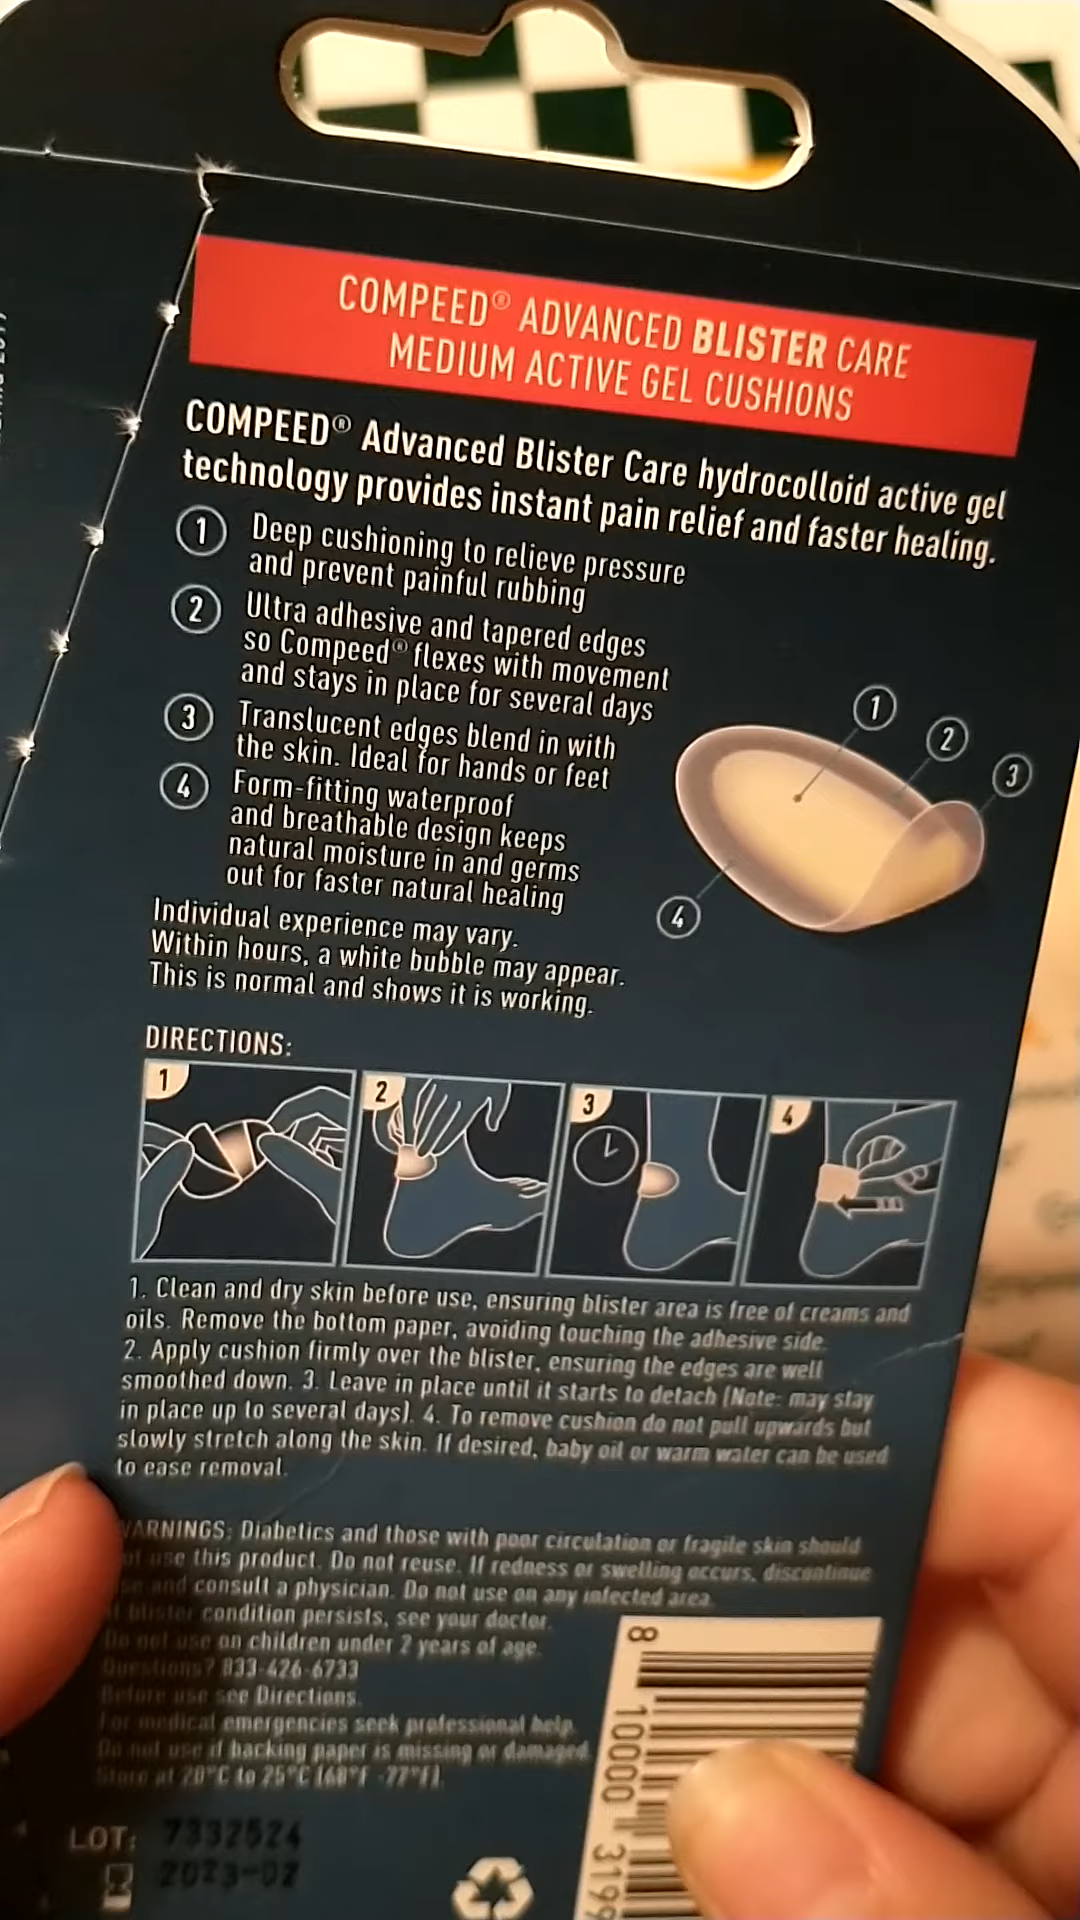 COMPEED® ADVANCED BLISTER CARE
MEDIUM ACTIVE GEL CUSHIONS
COMPEED® Advanced Blister Care hydrocolloid active gel
technology provides instant pain relief and faster healing.
1 Deep cushioning to relieve pressure
and prevent painful rubbing
2 Ultra adhesive and tapered edges
so Compeed® flexes with movement
and stays in place for several days
3 Translucent edges blend in with
the skin. Ideal for hands or feet
4 Form-fitting waterproof
and breathable design keeps
natural moisture in and germs
out for faster natural healing
1
2
3
4
Individual experience may vary.
Within hours, a white bubble may appear.
This is normal and shows it is working.
DIRECTIONS:
1 2 3 4
1. Clean and dry skin before use, ensuring blister area is free of creams and
oils. Remove the bottom paper, avoiding touching the adhesive side.
2. Apply cushion firmly over the blister, ensuring the edges are well
smoothed down. 3. Leave in place until it starts to detach (Note: may stay
in place up to several days). 4. To remove cushion do not pull upwards but
slowly stretch along the skin. If desired, baby oil or warm water can be used
to ease removal.
WARNINGS: Diabetics and those with poor circulation or fragile skin should
use this product. Do not reuse. If redness or swelling occurs, discontinue
and consult a physician. Do not use on any infected area.
blister condition persists, see your doctor.
Do not use on children under 2 years of age.
Questions? 833-426-6733
Before use see Directions.
For medical emergencies seek professional help.
Do not use if backing paper is missing or damaged.
Store at 20°C to 25°C (68°F -77°F).
LOT: 7332524
2023-02
8 10000 3199